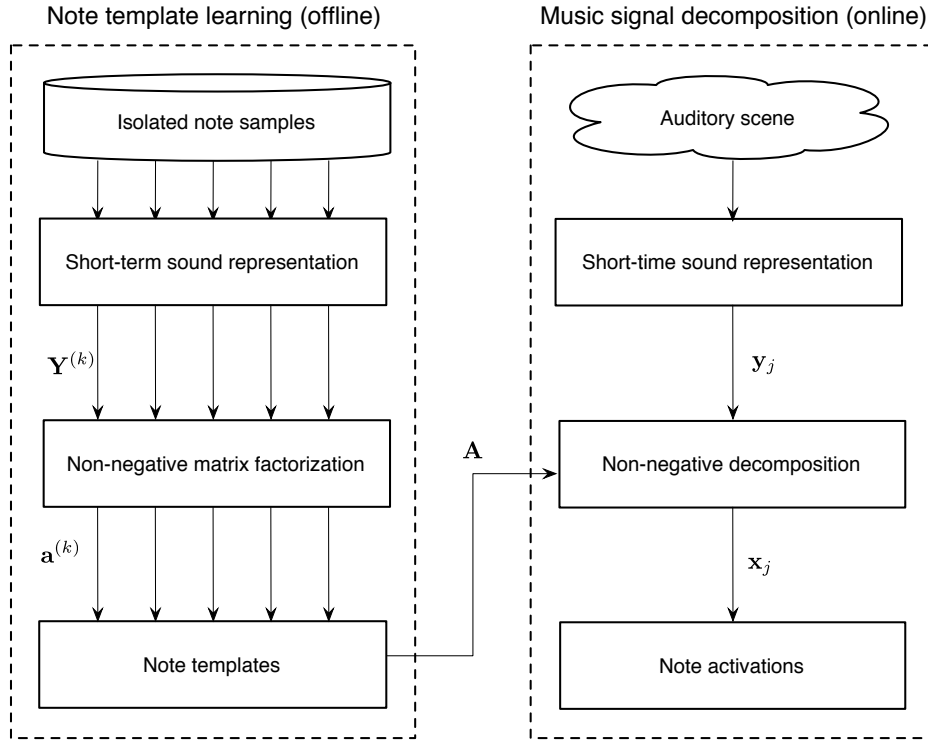 Note template learning (offline)
Isolated note samples
Short-term sound representation
𝐘^(k)
Non-negative matrix factorization
𝐚^(k)
Note templates
𝐀
Music signal decomposition (online)
Auditory scene
Short-time sound representation
𝐲_j
Non-negative decomposition
𝐱_j
Note activations